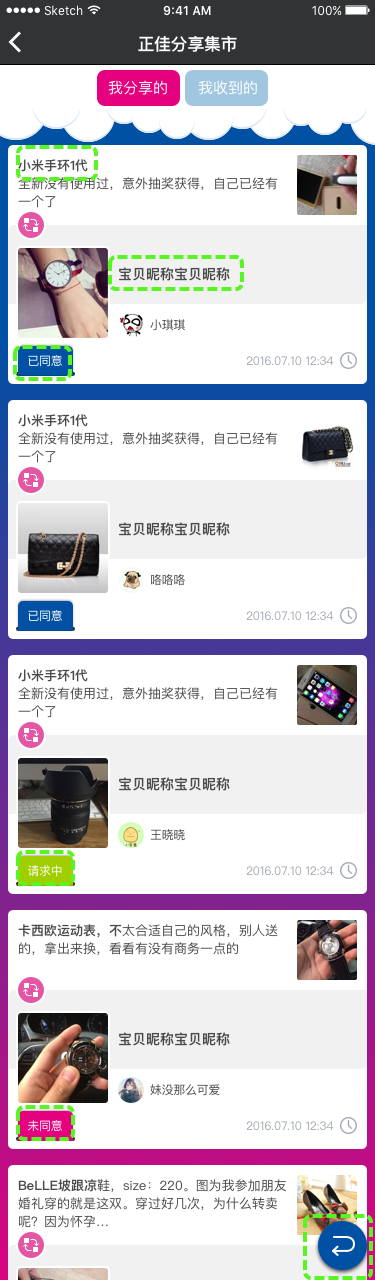 Sketch
9:41 AM
100%
正佳分享集市
我分享的
我收到的
小米手环1代
全新没有使用过，意外抽奖获得，自己已经有
一个了
宝贝昵称宝贝昵称
小琪琪
已同意
2016.07.10 12:34
小米手环1代
全新没有使用过，意外抽奖获得，自己已经有
一个了
宝贝昵称宝贝昵称
咯咯咯
已同意
2016.07.10 12:34
小米手环1代
全新没有使用过，意外抽奖获得，自己已经有
一个了
宝贝昵称宝贝昵称
王晓晓
请求中
2016.07.10 12:34
卡西欧运动表，不太合适自己的风格，别人送
的，拿出来换，看看有没有商务一点的
宝贝昵称宝贝昵称
妹没那么可爱
未同意
2016.07.10 12:34
BeLLE坡跟凉鞋，size：220。图为我参加朋友
婚礼穿的就是这双。穿过好几次，为什么转卖
呢？因为怀孕...